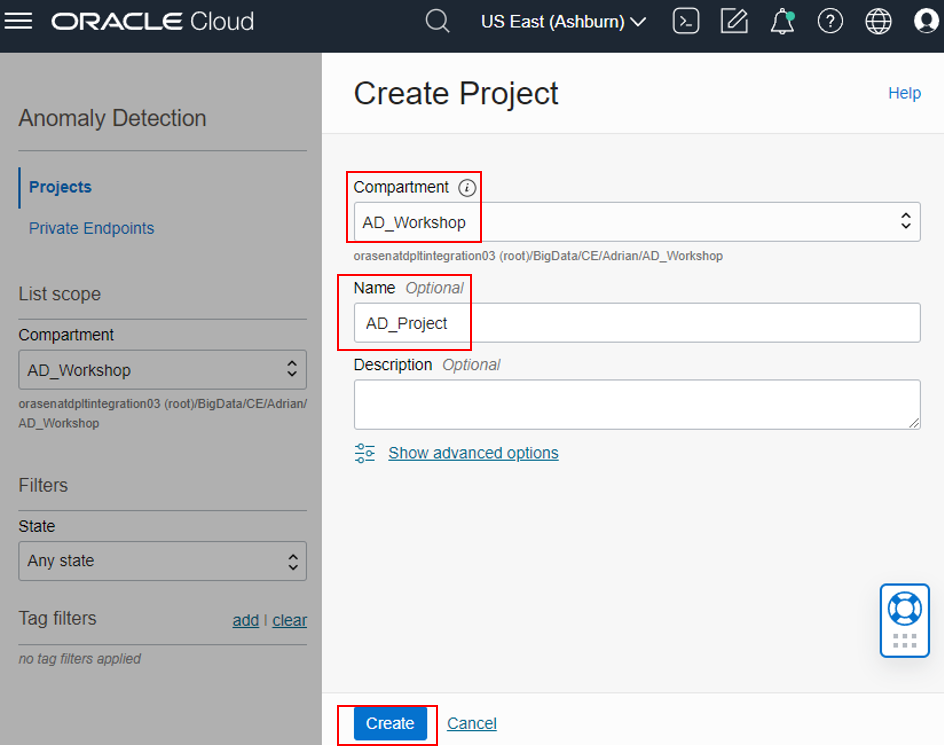 ORACLE Cloud
US East (Ashburn)
Anomaly Detection
Projects
Private Endpoints
List scope
Compartment
AD_Workshop
orasenatdpltintegration03 (root)/BigData/CE/Adrian/
AD_Workshop
Filters
State
Any state
Tag filters add | clear
no tag filters applied
Create Project
Help
Compartment i
AD_Workshop
orasenatdpltintegration03 (root)/BigData/CE/Adrian/AD_Workshop
Name Optional
AD_Project
Description Optional
Show advanced options
Create Cancel